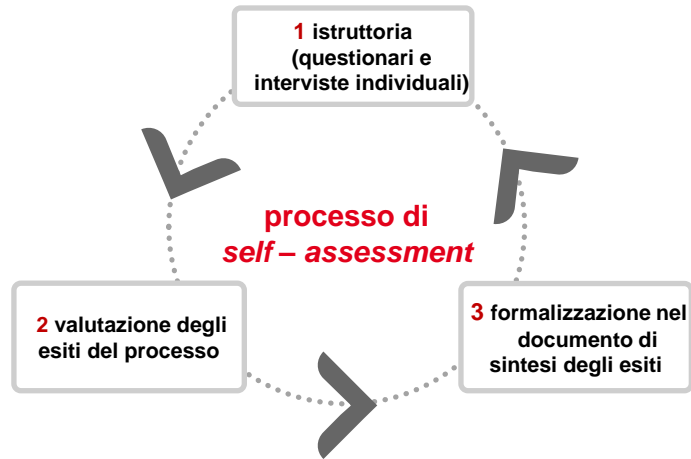 1 istruttoria
(questionari e
interviste individuali)
processo di
self – assessment
2 valutazione degli
esiti del processo
3 formalizzazione nel
documento di
sintesi degli esiti